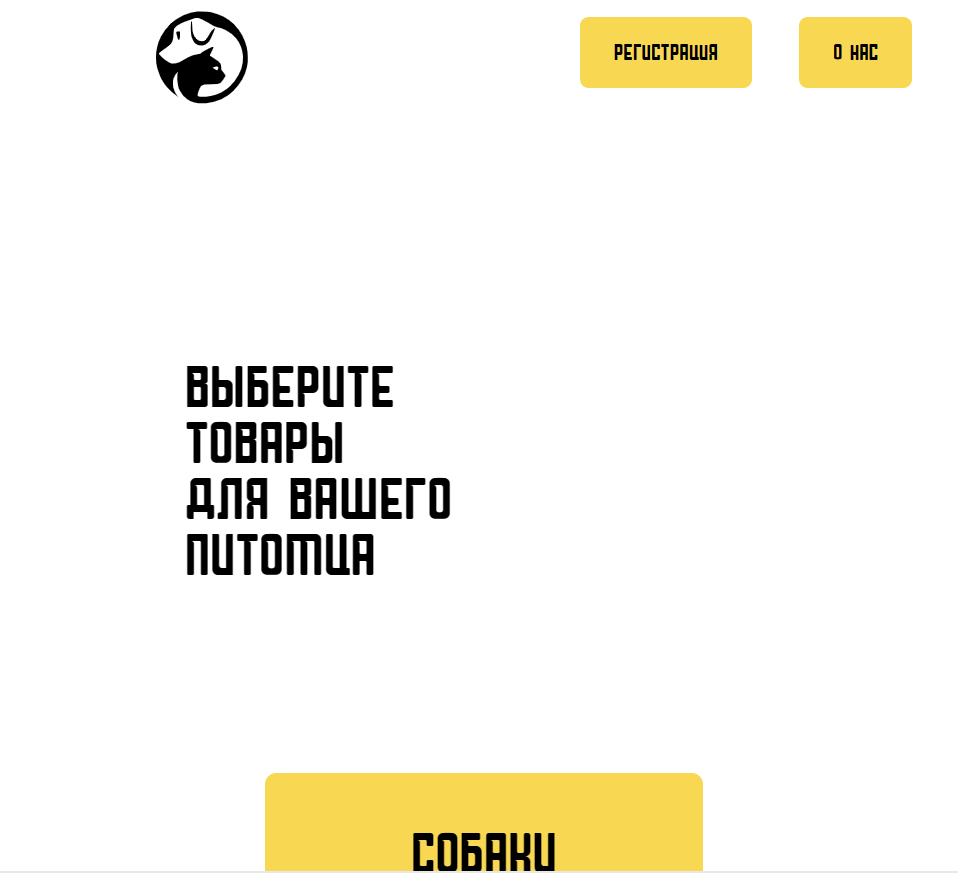 РЕГИСТРАЦИЯ
О НАС
ВЫБЕРИТЕ
ТОВАРЫ
ДЛЯ ВАШЕГО
ПИТОМЦА
СОБАКИ